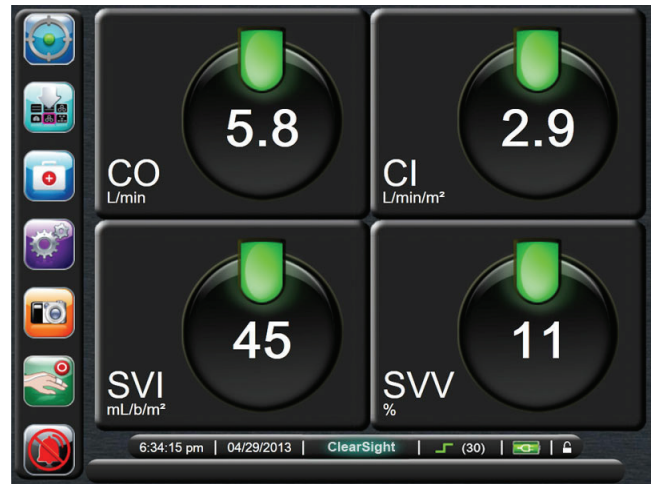 5.8
CO
L/min
2.9
CI
L/min/m²
45
SVI
mL/b/m²
11
SVV
%
6:34:15 pm | 04/29/2013 | ClearSight | (30) | |